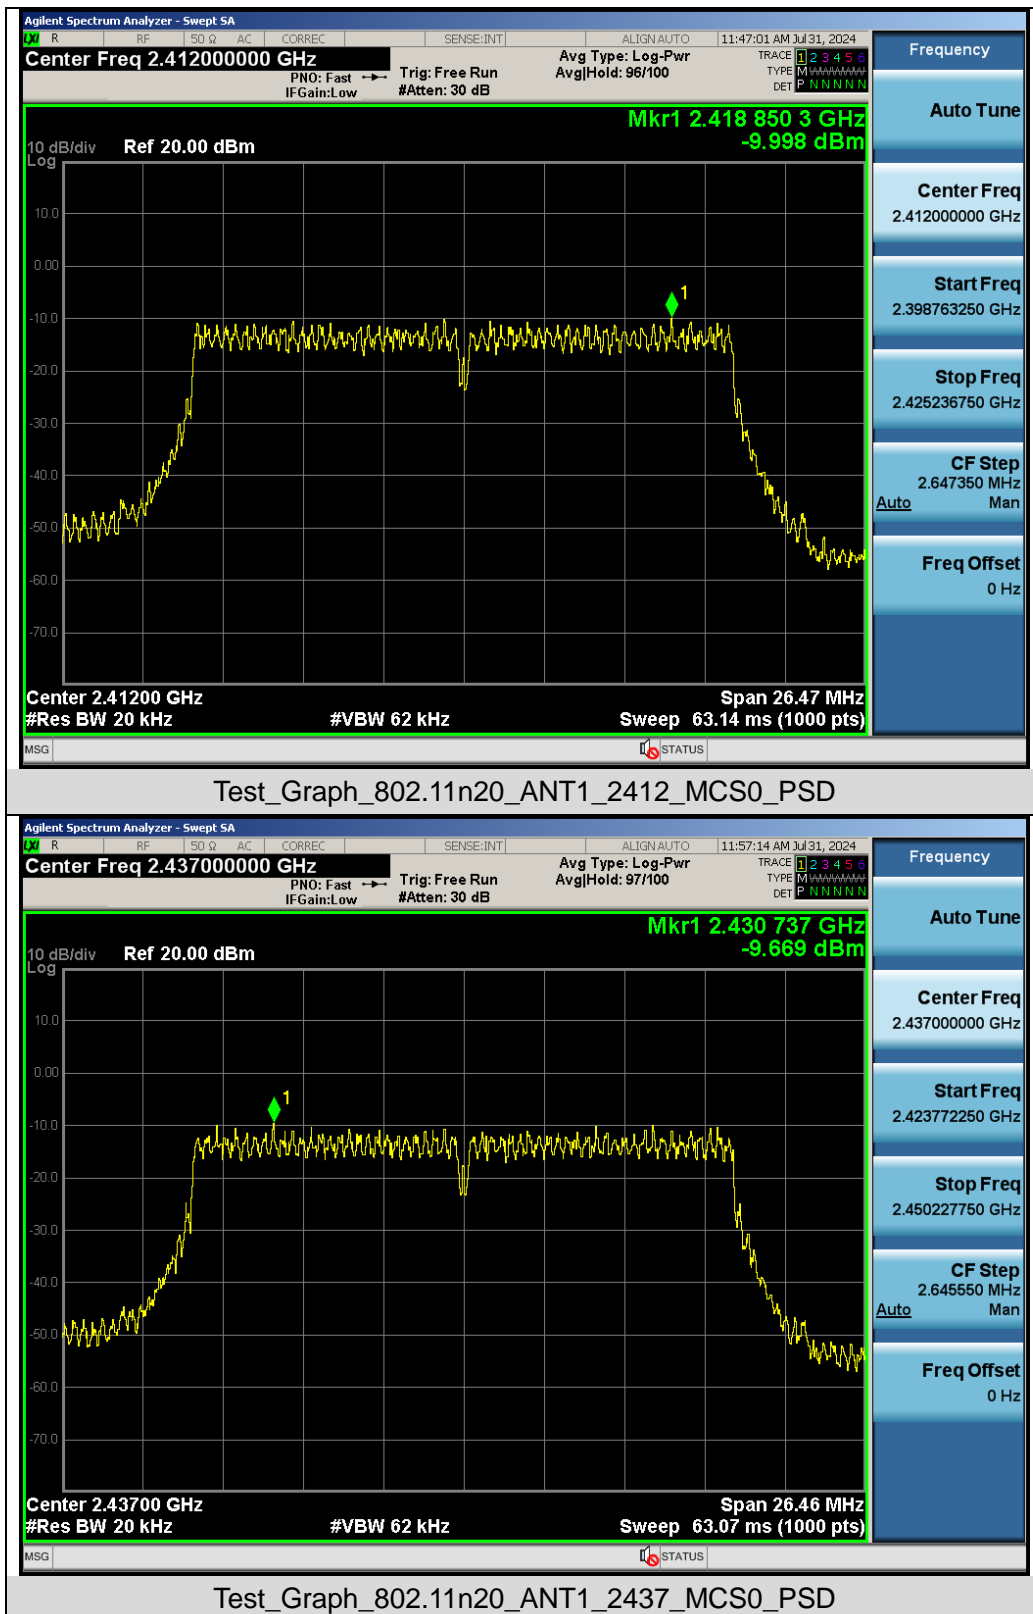 Agilent Spectrum Analyzer - Swept SA
LXI R RF 50 Ω AC CORREC SENSE:INT ALIGN AUTO 11:47:01 AM Jul 31, 2024
Center Freq 2.412000000 GHz
PNO: Fast
IFGain:Low
Trig: Free Run
#Atten: 30 dB
Avg Type: Log-Pwr
Avg|Hold: 96/100
TRACE 1 2 3 4 5 6
TYPE M WWWWW
DET P N N N N N
Frequency
Auto Tune
Center Freq
2.412000000 GHz
Start Freq
2.398763250 GHz
Stop Freq
2.425236750 GHz
CF Step
2.647350 MHz
Auto Man
Freq Offset
0 Hz
Mkr1 2.418 850 3 GHz
-9.998 dBm
10 dB/div Ref 20.00 dBm
Log
10.0
0.00
1
-10.0
-20.0
-30.0
-40.0
-50.0
-60.0
-70.0
Center 2.41200 GHz Span 26.47 MHz
#Res BW 20 kHz #VBW 62 kHz Sweep 63.14 ms (1000 pts)
MSG STATUS
Test_Graph_802.11n20_ANT1_2412_MCS0_PSD
Agilent Spectrum Analyzer - Swept SA
LXI R RF 50 Ω AC CORREC SENSE:INT ALIGN AUTO 11:57:14 AM Jul 31, 2024
Center Freq 2.437000000 GHz
PNO: Fast
IFGain:Low
Trig: Free Run
#Atten: 30 dB
Avg Type: Log-Pwr
Avg|Hold: 97/100
TRACE 1 2 3 4 5 6
TYPE M WWWWW
DET P N N N N N
Frequency
Auto Tune
Center Freq
2.437000000 GHz
Start Freq
2.423772250 GHz
Stop Freq
2.450227750 GHz
CF Step
2.645550 MHz
Auto Man
Freq Offset
0 Hz
Mkr1 2.430 737 GHz
-9.669 dBm
10 dB/div Ref 20.00 dBm
Log
10.0
0.00
1
-10.0
-20.0
-30.0
-40.0
-50.0
-60.0
-70.0
Center 2.43700 GHz Span 26.46 MHz
#Res BW 20 kHz #VBW 62 kHz Sweep 63.07 ms (1000 pts)
MSG STATUS
Test_Graph_802.11n20_ANT1_2437_MCS0_PSD